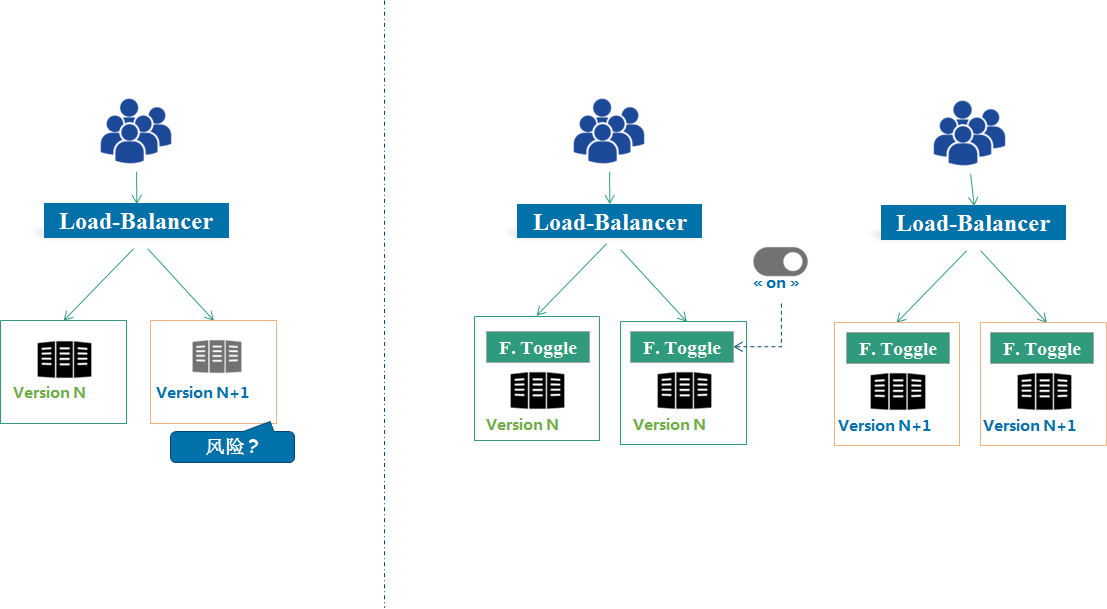 Load-Balancer
Version N
Version N+1
风险？
Load-Balancer
« on »
F. Toggle
Version N
F. Toggle
Version N
Load-Balancer
F. Toggle
Version N+1
F. Toggle
Version N+1